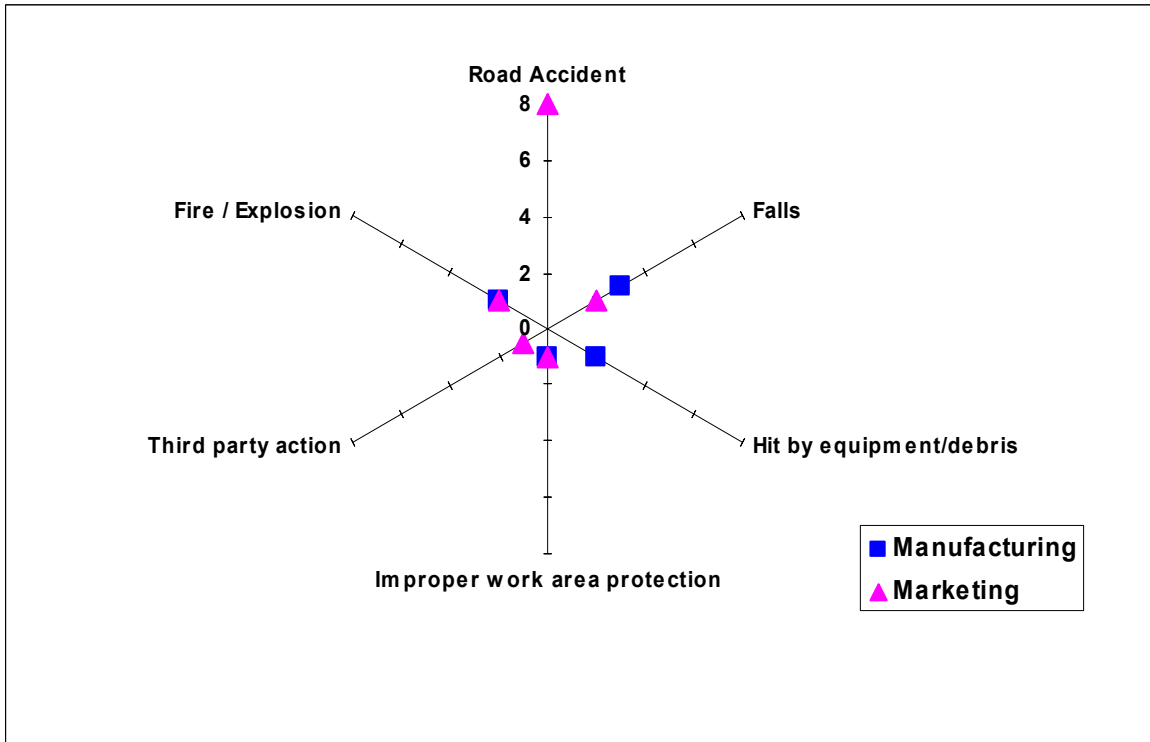 Road Accident
8
6
Fire / Explosion
Falls
4
2
0
Third party action
Hit by equipment/debris
Manufacturing
Improper work area protection
Marketing